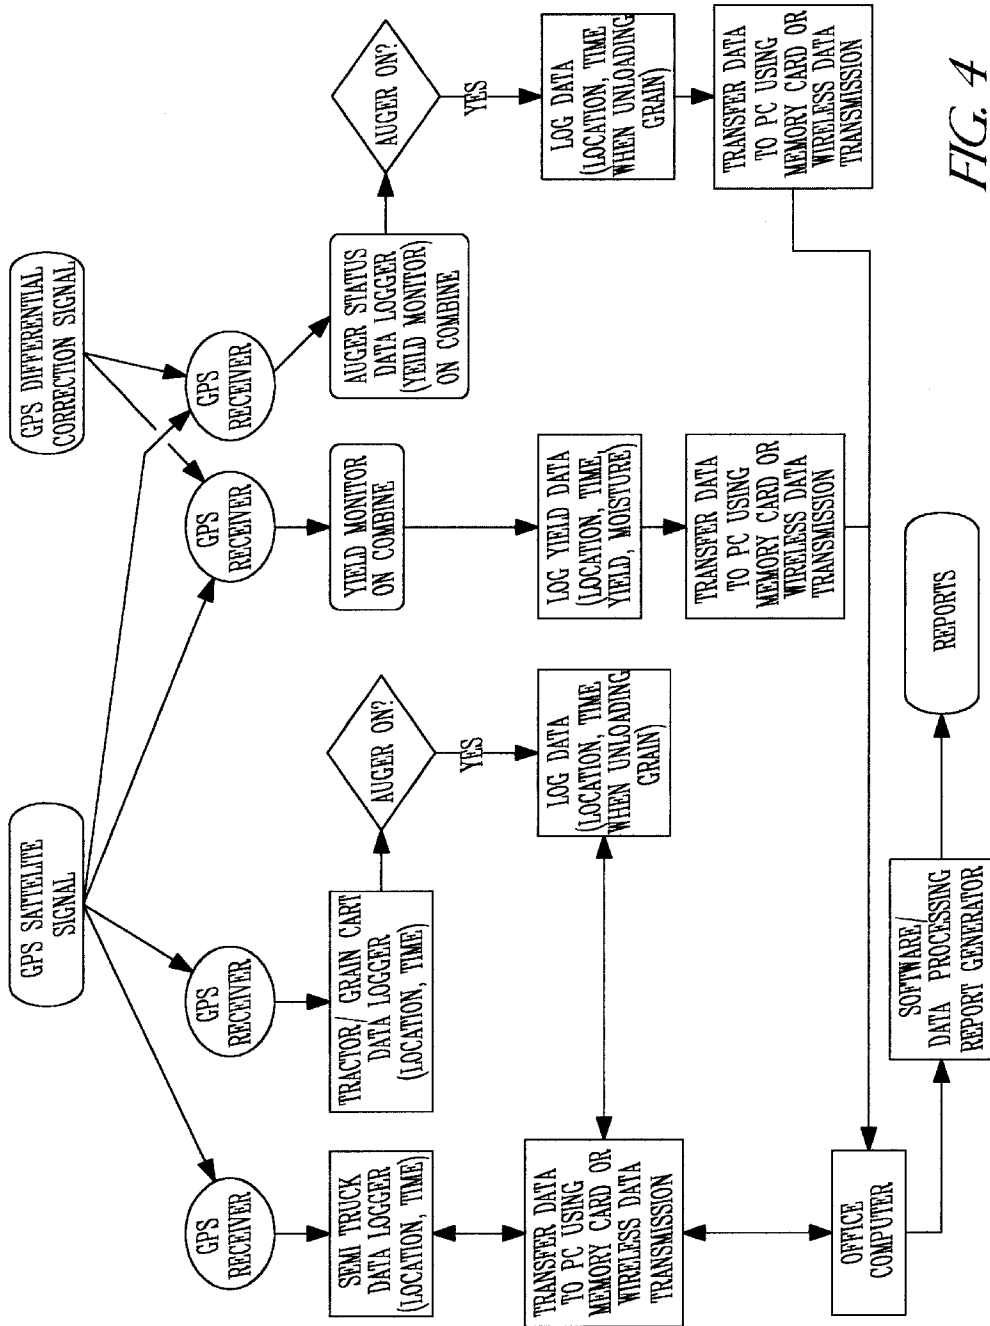 GPS SATTELITE
SIGNAL
GPS DIFFERENTIAL
CORRECTION SIGNAL
GPS
RECEIVER
GPS
RECEIVER
GPS
RECEIVER
GPS
RECEIVER
SEMI TRUCK
DATA LOGGER
(LOCATION, TIME)
TRACTOR/ GRAIN CART
DATA LOGGER
(LOCATION, TIME)
YIELD MONITOR
ON COMBINE
AUGER STATUS
DATA LOGGER
(YEILD MONITOR)
ON COMBINE
AUGER ON?
YES
AUGER ON?
YES
TRANSFER DATA
TO PC USING
MEMORY CARD OR
WIRELESS DATA
TRANSMISSION
LOG DATA
(LOCATION, TIME
WHEN UNLOADING
GRAIN)
LOG YIELD DATA
(LOCATION, TIME,
YIELD, MOISTURE)
LOG DATA
(LOCATION, TIME
WHEN UNLOADING
GRAIN)
TRANSFER DATA
TO PC USING
MEMORY CARD OR
WIRELESS DATA
TRANSMISSION
TRANSFER DATA
TO PC USING
MEMORY CARD OR
WIRELESS DATA
TRANSMISSION
OFFICE
COMPUTER
SOFTWARE/
DATA PROCESSING
REPORT GENERATOR
REPORTS
FIG. 4